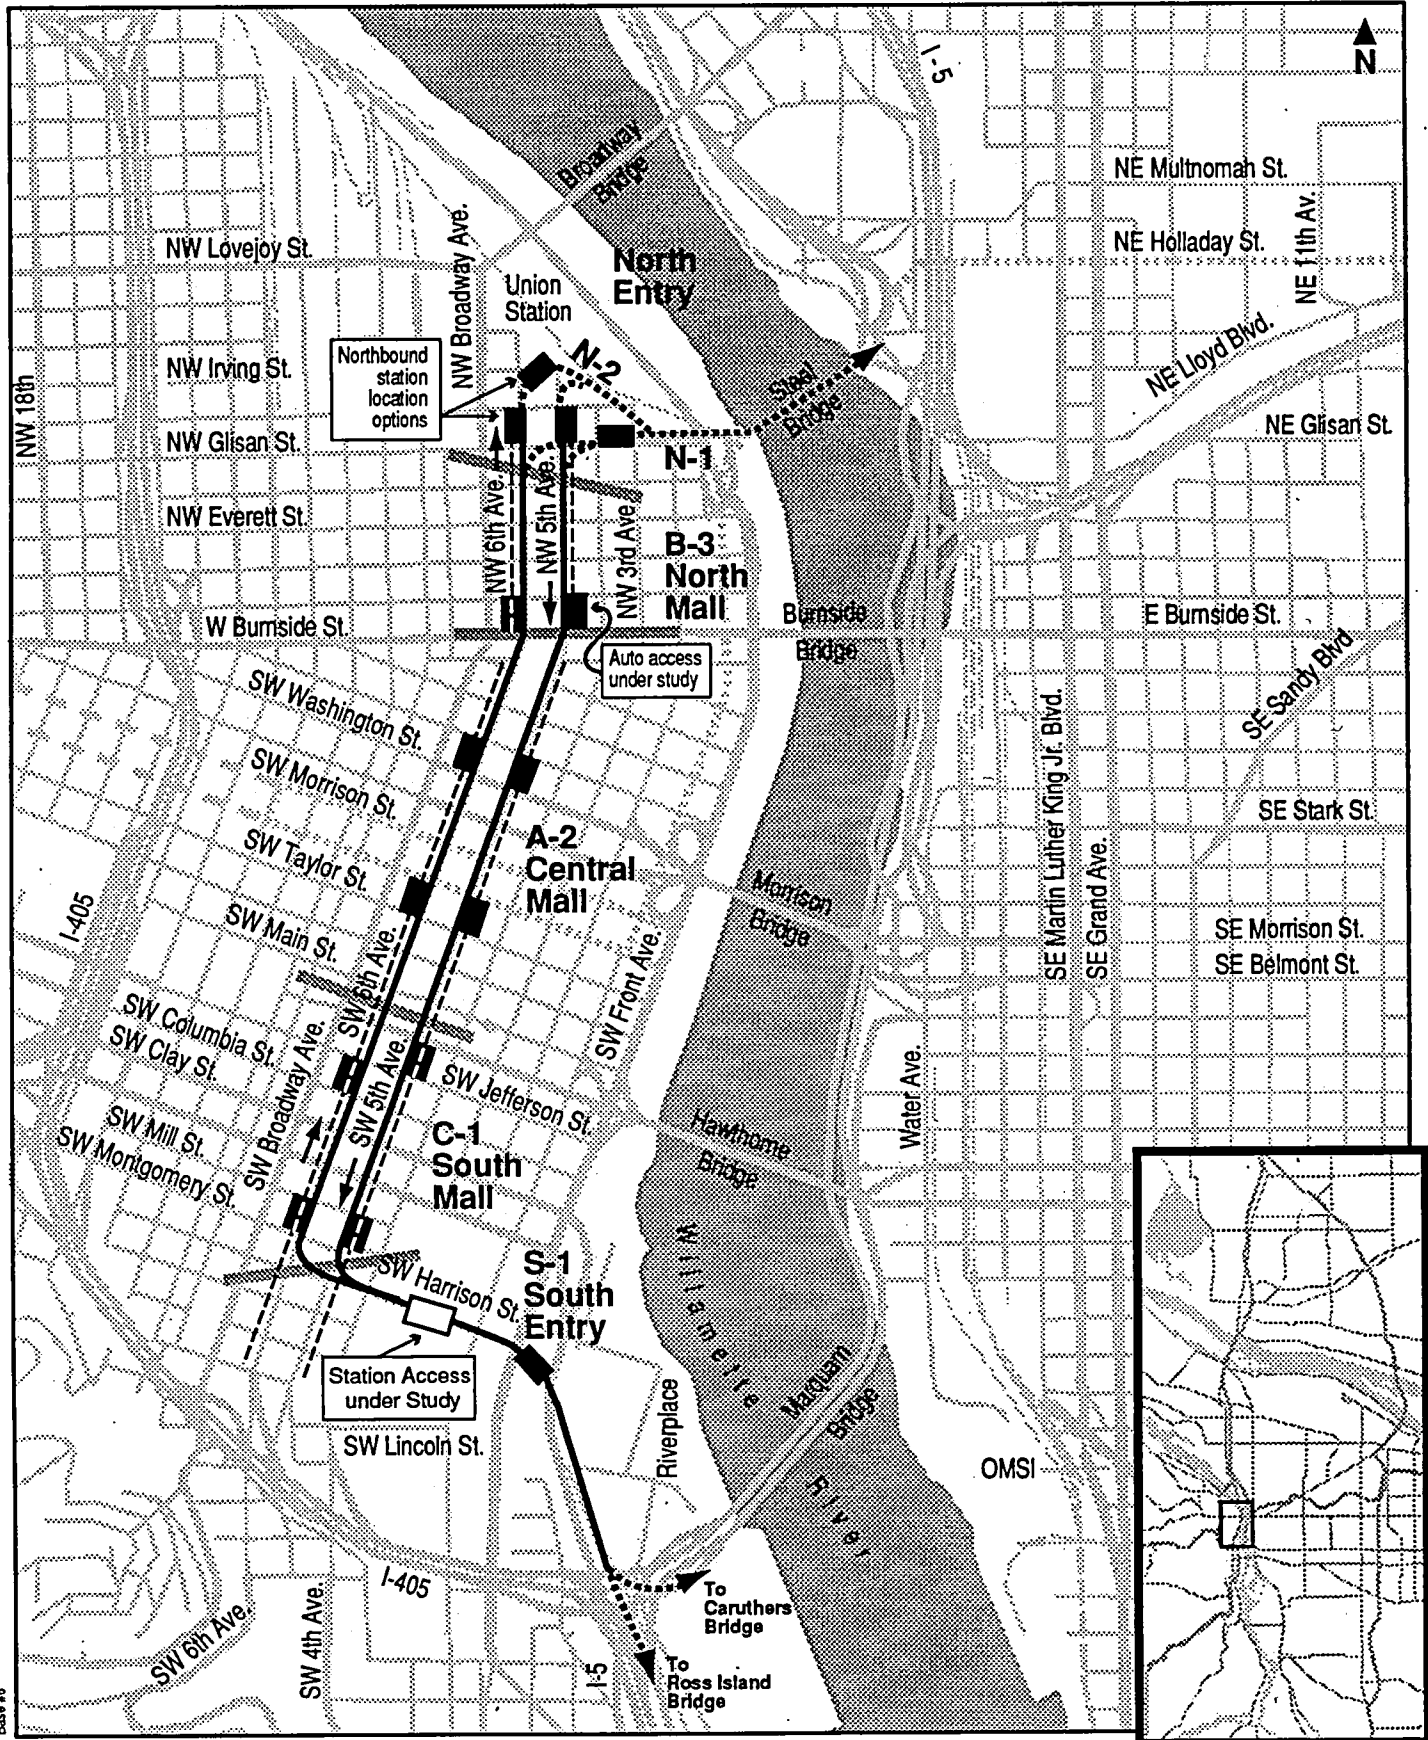 N
I-5
Broadway
Bridge
NE Multnomah St.
NE Holladay St.
NE 11th Av.
NW Lovejoy St.
NW Broadway Ave.
North
Entry
Union
Station
Northbound
station
location
options
N-2
NW Irving St.
NW 18th
NW Glisan St.
Steel
Bridge
NE Lloyd Blvd.
NE Glisan St.
N-1
NW Everett St.
NW 6th Ave.
NW 5th Ave.
NW 3rd Ave.
B-3
North
Mall
W Burnside St.
Burnside
Bridge
E Burnside St.
Auto access
under study
SE Sandy Blvd
SW Washington St.
SW Morrison St.
SW Taylor St.
SW Main St.
A-2
Central
Mall
SE Martin Luther King Jr. Blvd.
SE Grand Ave.
SE Stark St.
Morrison
Bridge
SE Morrison St.
SE Belmont St.
I-405
SW 6th Ave.
SW Front Ave.
SW Columbia St.
SW Clay St.
SW Broadway Ave.
SW 5th Ave.
SW Jefferson St.
SW Mill St.
SW Montgomery St.
C-1
South
Mall
Hawthorne
Bridge
Water Ave.
Willamette
River
SW Harrison St.
S-1
South
Entry
Station Access
under Study
SW Lincoln St.
Riverplace
Marquam
Bridge
OMSI
I-405
SW 6th Ave.
SW 4th Ave.
I-5
To
Caruthers
Bridge
To
Ross Island
Bridge